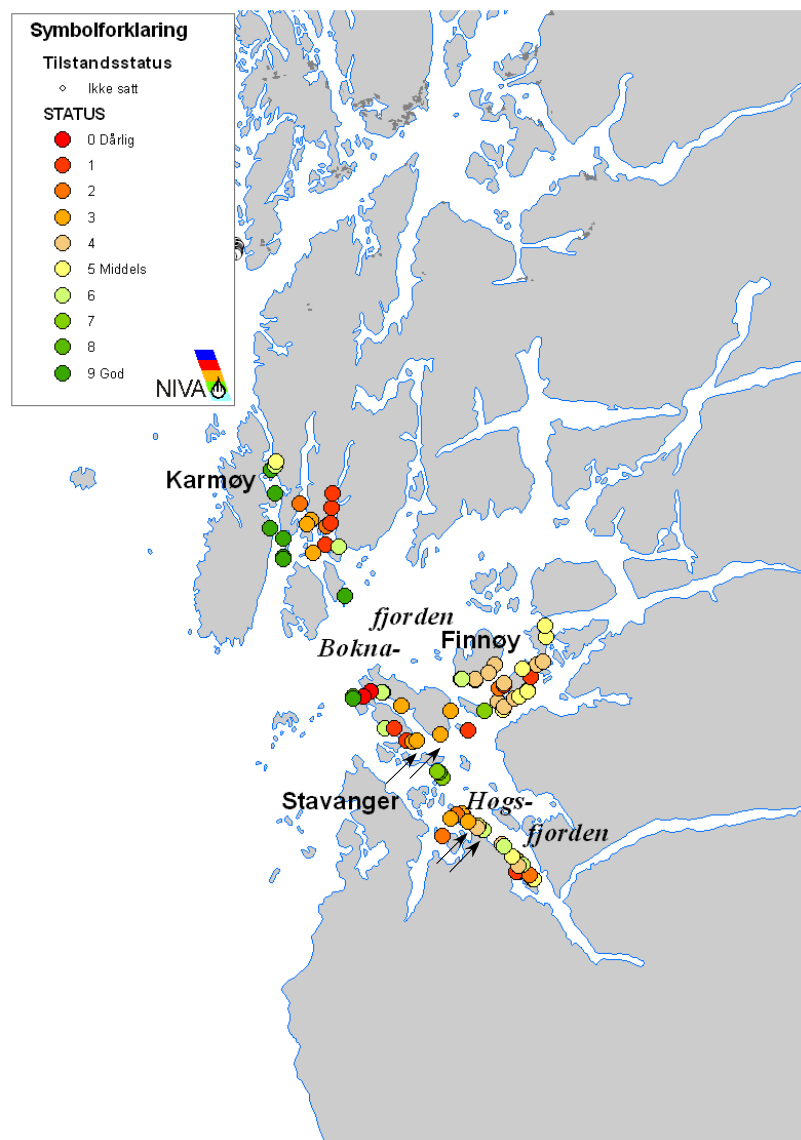 Symbolforklaring
Tilstandsstatus
Ikke satt
STATUS
0 Dårlig
1
2
3
4
5 Middels
6
7
8
9 God
NIVA
Karmøy
fjorden
Bokna-
Finnøy
Stavanger
Høgs-
fjorden